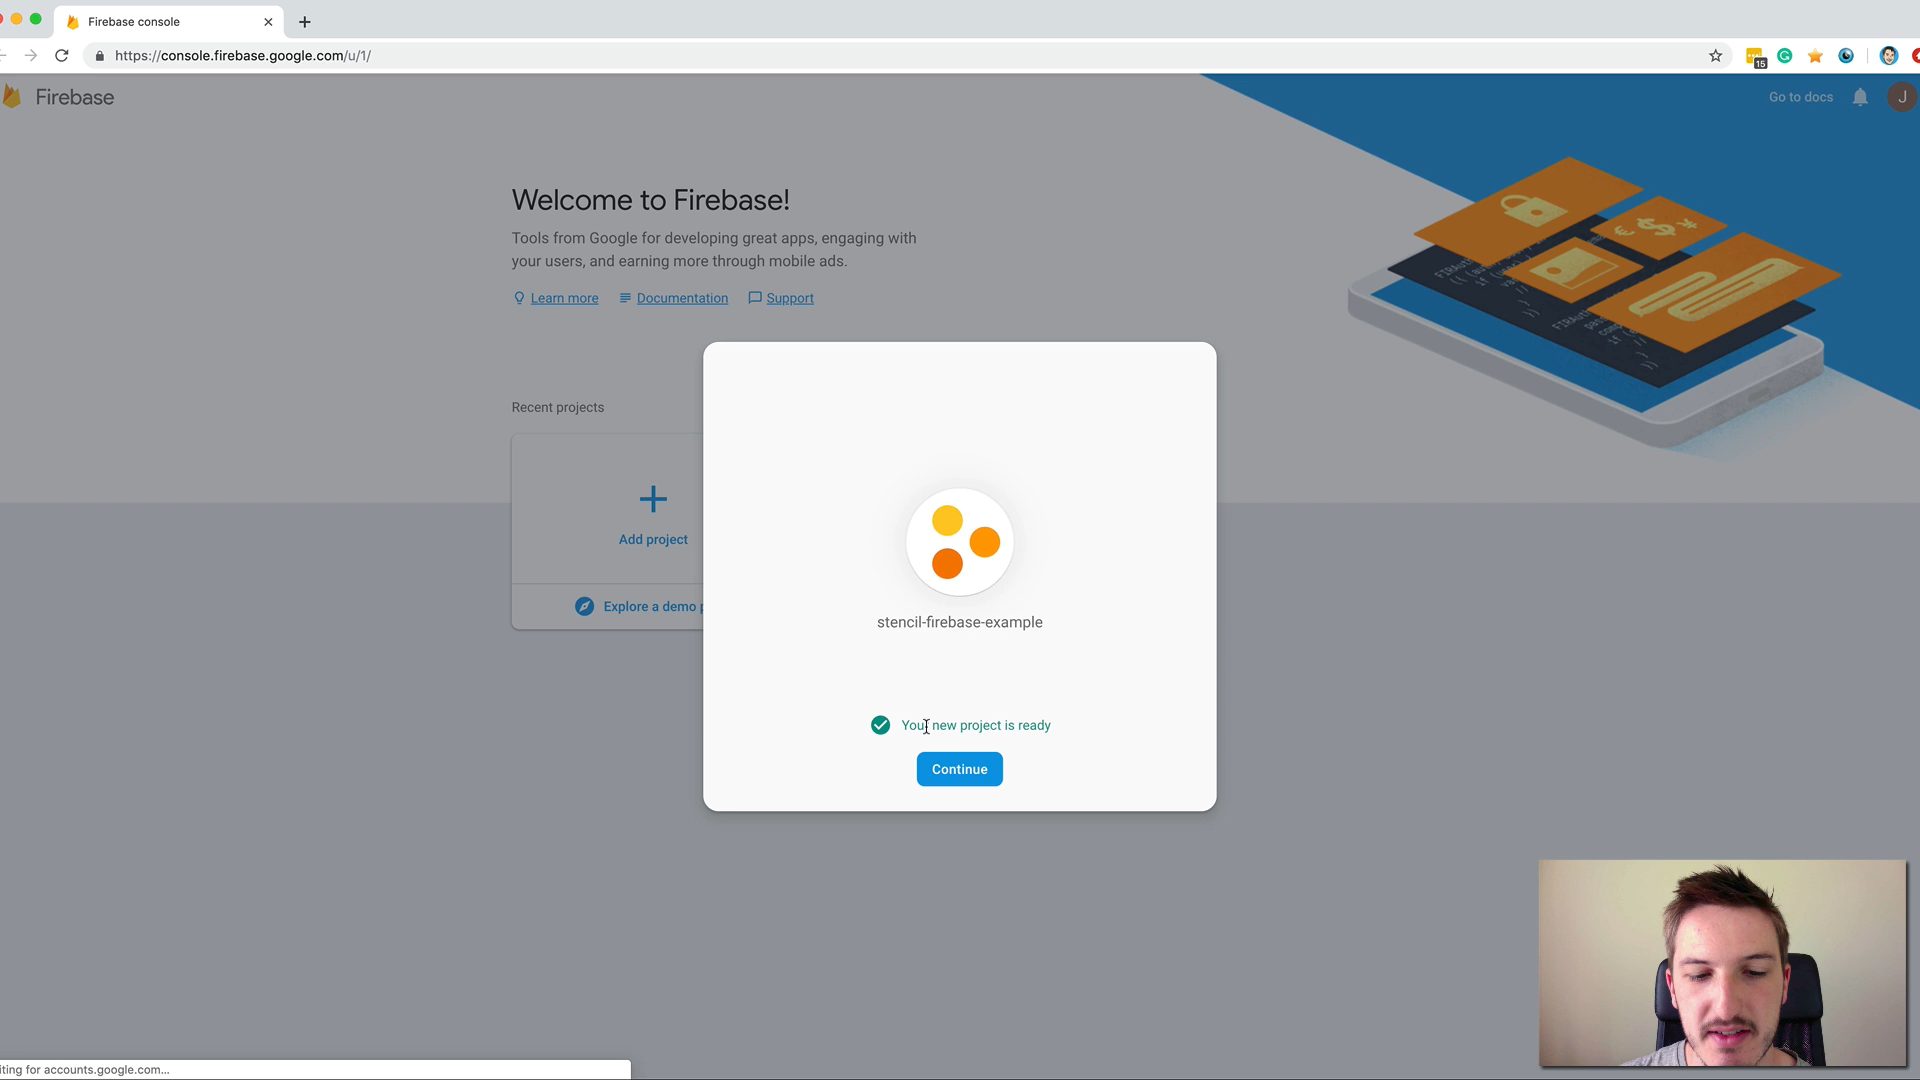 Firebase console
https://console.firebase.google.com/u/1/
15
Firebase
Go to docs
J
Welcome to Firebase!
Tools from Google for developing great apps, engaging with
your users, and earning more through mobile ads.
Learn more
Documentation
Support
Recent projects
Add project
Explore a demo
stencil-firebase-example
Your new project is ready
Continue
for accounts.google.com...